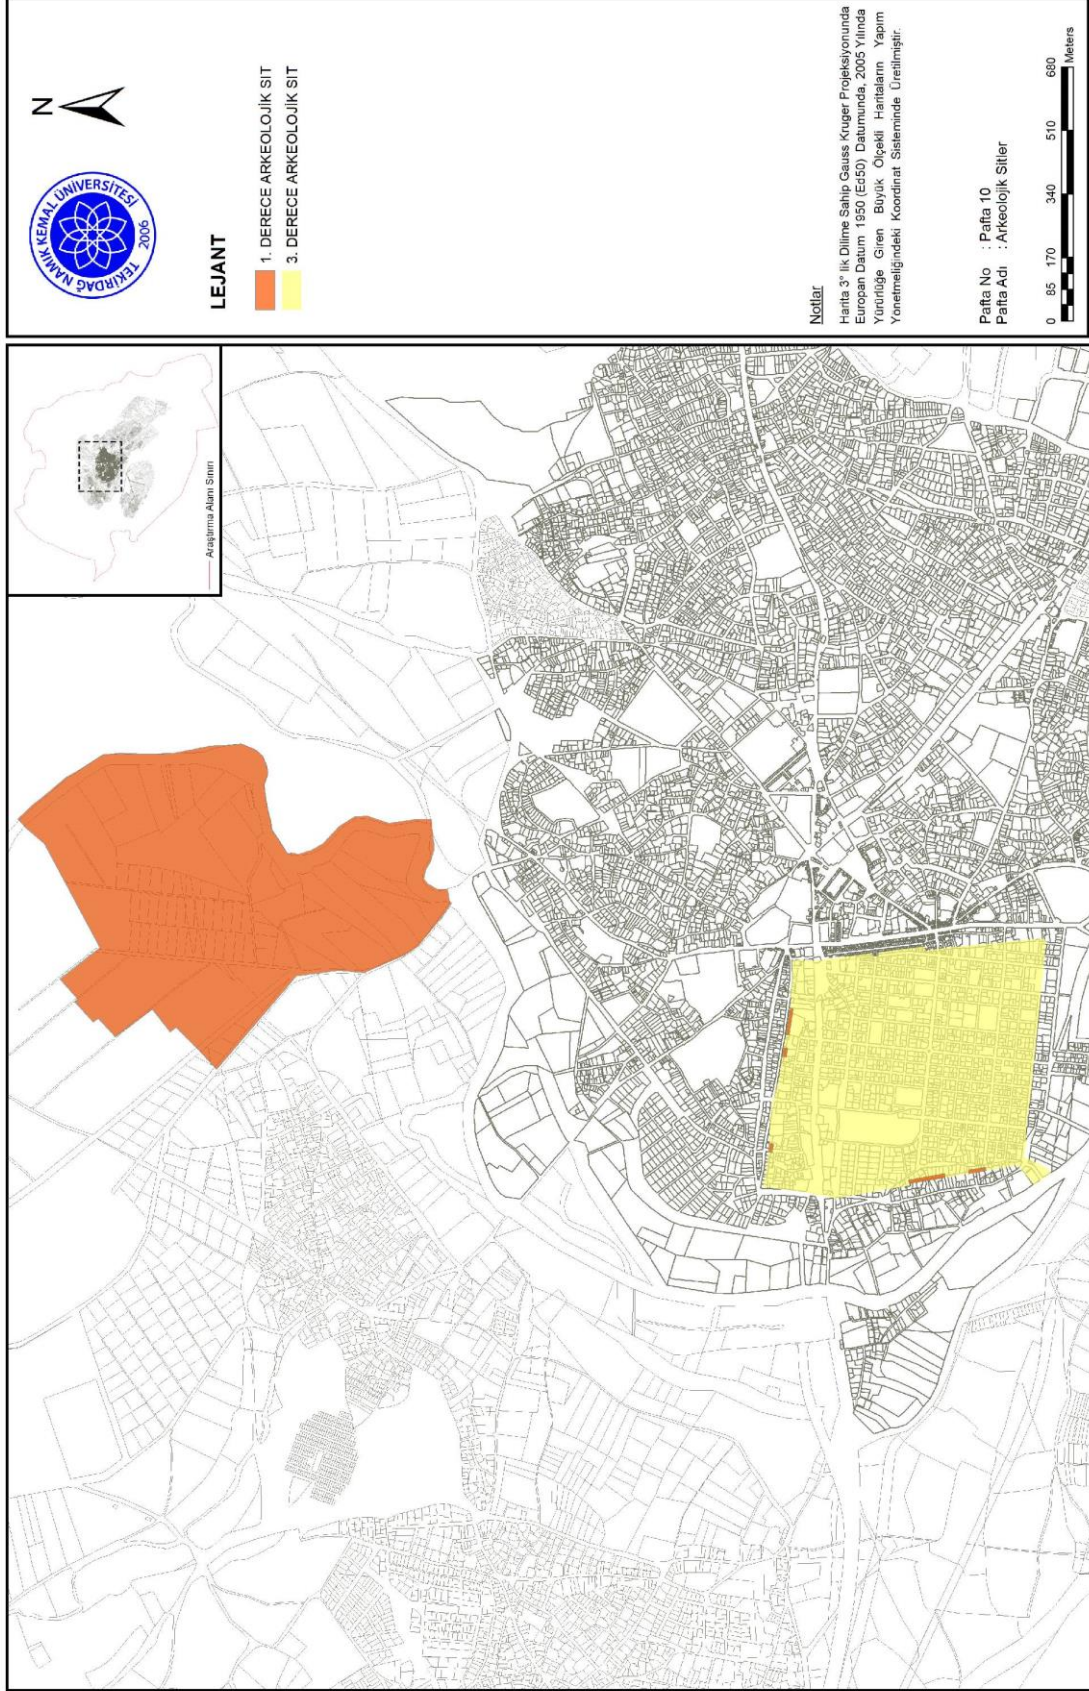 N
TEKİRDAĞ NAMIK KEMAL ÜNİVERSİTESİ
2006
LEJANT
1. DERECE ARKEOLOJİK SİT
3. DERECE ARKEOLOJİK SİT
Notlar
Harita 3° lik Dilime Sahip Gauss Kruger Projeksiyonunda
Europan Datum 1950 (Ed50) Datumunda, 2005 Yılında
Yürürlüğe Giren Büyük Ölçekli Haritaların Yapım
Yönetmeliğindeki Koordinat Sisteminde Üretilmiştir.
Pafta No : Pafta 10
Pafta Adı : Arkeolojik Sitler
0 85 170 340 510 680
Meters
Araştırma Alanı Sınırı